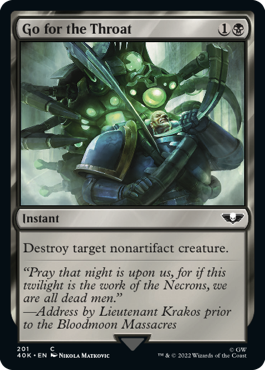 Go for the Throat 1
Instant
Destroy target nonartifact creature.
“Pray that night is upon us, for if this
twilight is the work of the Necrons, we
are all dead men.”
—Address by Lieutenant Krakos prior
to the Bloodmoon Massacres
201 C © GW
40K • EN Nikola Matkovic ™ & © 2022 Wizards of the Coast